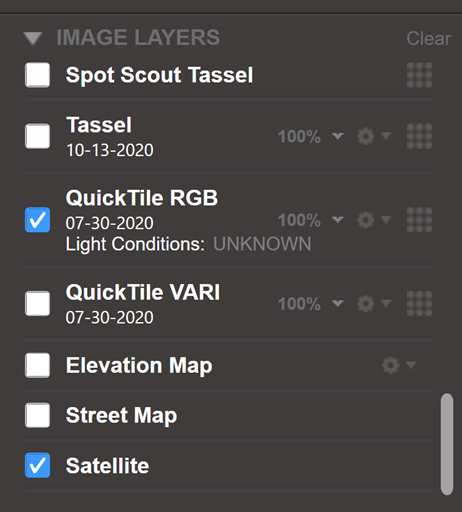 IMAGE LAYERS Clear
Spot Scout Tassel
Tassel
10-13-2020 100%
QuickTile RGB
07-30-2020 100%
Light Conditions: UNKNOWN
QuickTile VARI
07-30-2020 100%
Elevation Map
Street Map
Satellite